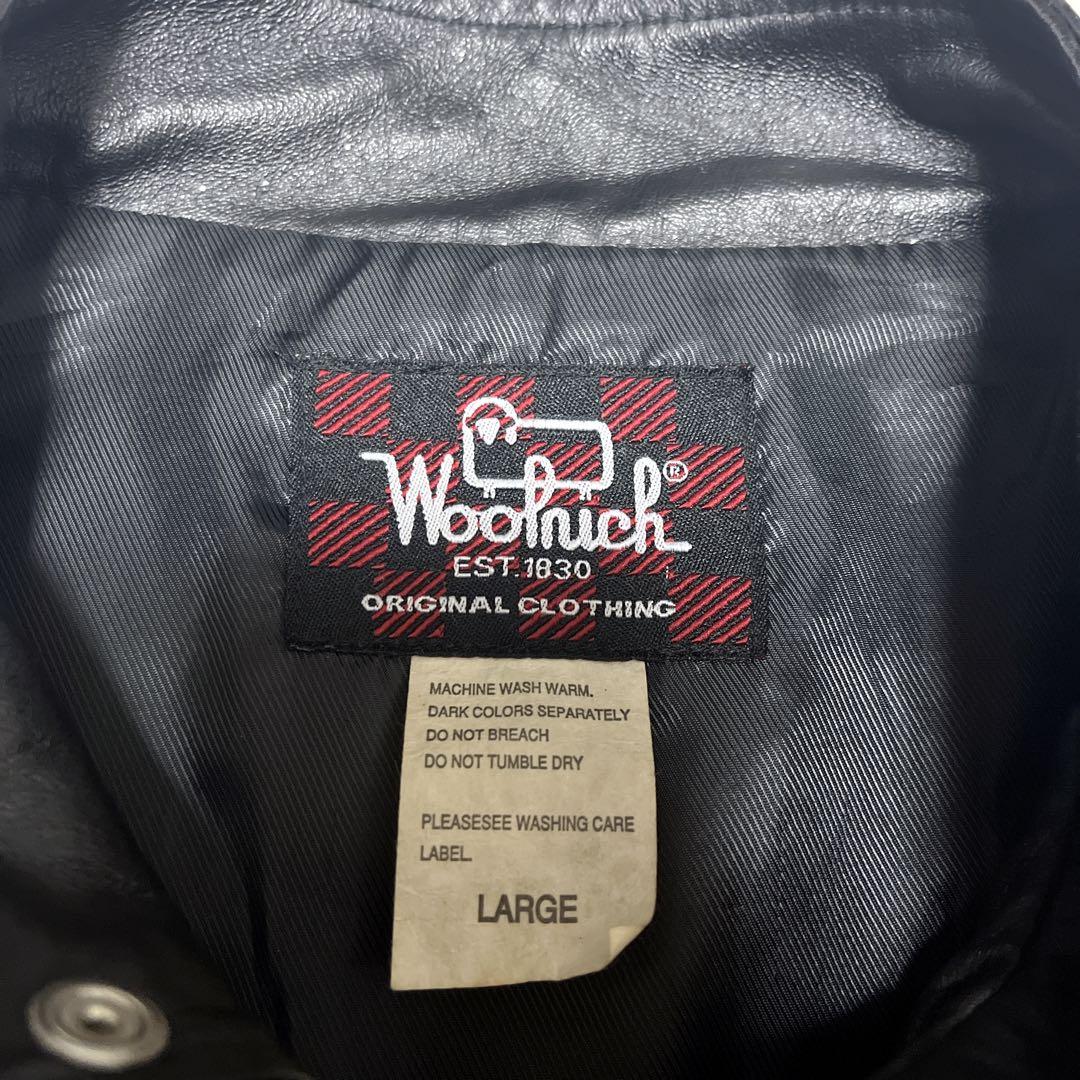 Woolrich®
EST. 1830
ORIGINAL CLOTHING
MACHINE WASH WARM.
DARK COLORS SEPARATELY
DO NOT BREACH
DO NOT TUMBLE DRY
PLEASESEE WASHING CARE
LABEL.
LARGE